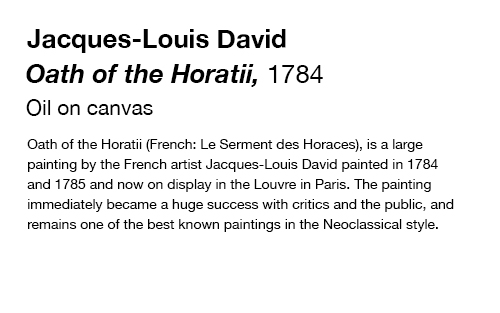 Jacques-Louis David
Oath of the Horatii, 1784
Oil on canvas
Oath of the Horatii (French: Le Serment des Horaces), is a large
painting by the French artist Jacques-Louis David painted in 1784
and 1785 and now on display in the Louvre in Paris. The painting
immediately became a huge success with critics and the public, and
remains one of the best known paintings in the Neoclassical style.